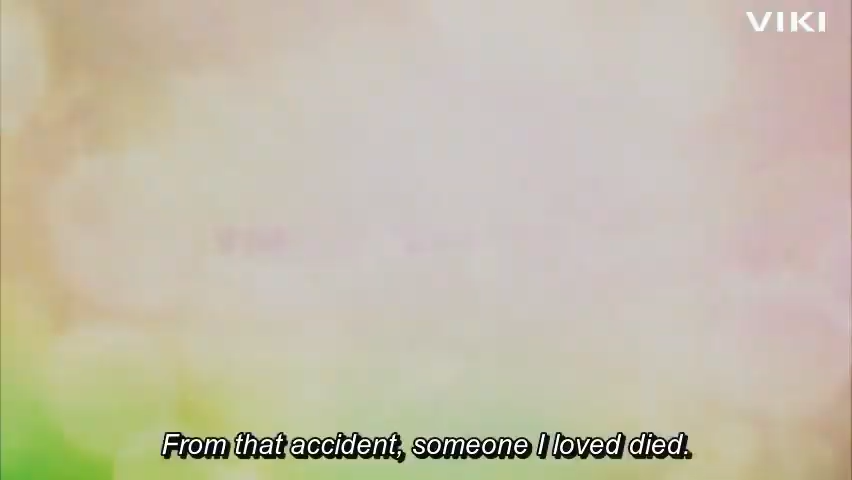 VIKI
From that accident, someone I loved died.